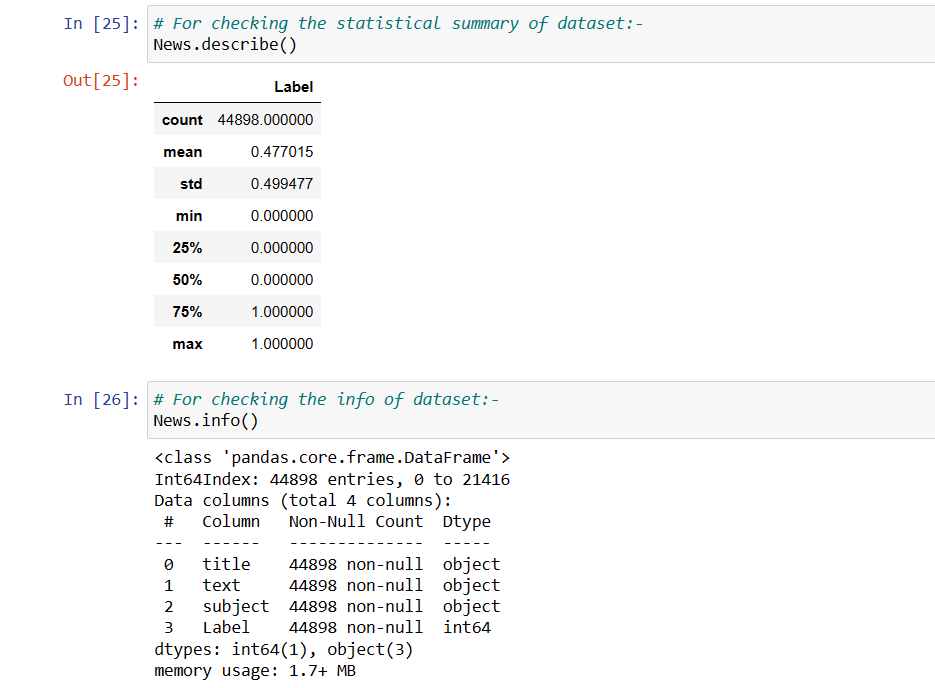 In [25]: # For checking the statistical summary of dataset:-
News.describe()
Out[25]:
Label
count 44898.000000
mean 0.477015
std 0.499477
min 0.000000
25% 0.000000
50% 0.000000
75% 1.000000
max 1.000000
In [26]: # For checking the info of dataset:-
News.info()
<class 'pandas.core.frame.DataFrame'>
Int64Index: 44898 entries, 0 to 21416
Data columns (total 4 columns):
#   Column   Non-Null Count  Dtype
---  ------   --------------  -----
0   title    44898 non-null  object
1   text     44898 non-null  object
2   subject  44898 non-null  object
3   Label    44898 non-null  int64
dtypes: int64(1), object(3)
memory usage: 1.7+ MB